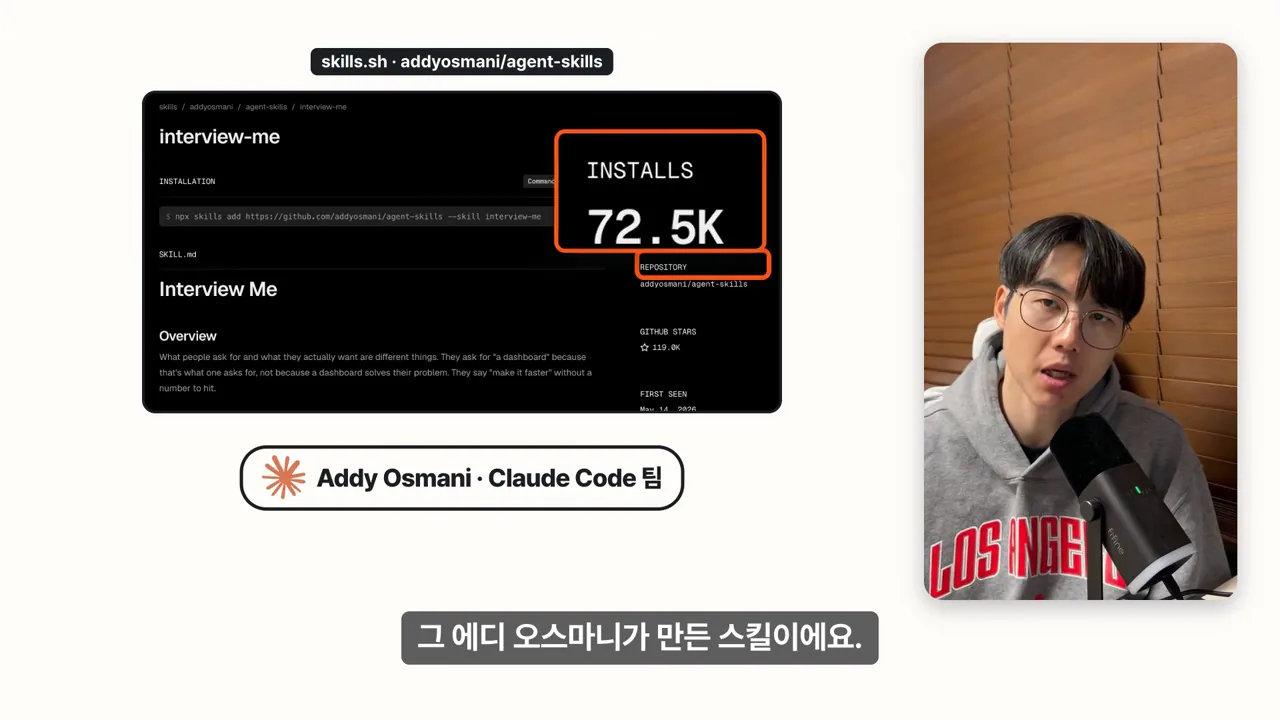 skills.sh · addyosmani/agent-skills
skills / addyosmani / agent-skills / interview-me
interview-me
INSTALLATION
$ npx skills add https://github.com/addyosmani/agent-skills --skill interview-me
INSTALLS
72.5K
SKILL.md
Interview Me
Overview
What people ask for and what they actually want are different things. They ask for "a dashboard" because
that's what one asks for, not because a dashboard solves their problem. They say "make it faster" without a
number to hit.
REPOSITORY
addyosmani/agent-skills
GITHUB STARS
119.0K
FIRST SEEN
May 14, 2026
Addy Osmani · Claude Code 팀
fifine
그 에디 오스마니가 만든 스킬이에요.